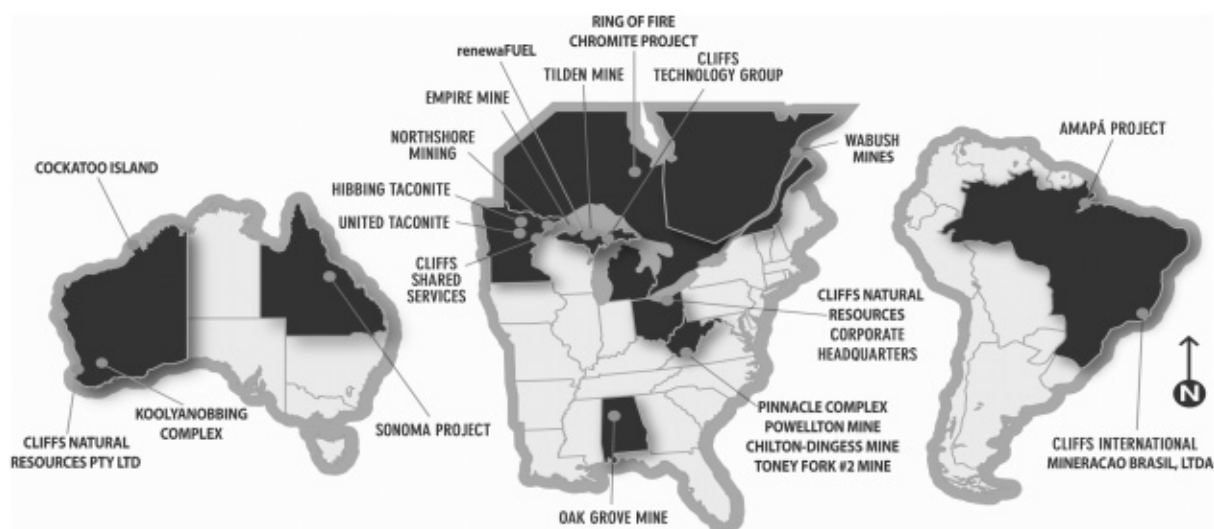 RING OF FIRE
CHROMITE PROJECT
renewaFUEL
CLIFFS
TECHNOLOGY GROUP
TILDEN MINE
EMPIRE MINE
NORTHSHORE
MINING
WABUSH
MINES
AMAPÃ PROJECT
COCKATOO ISLAND
HIBBING TACONITE
UNITED TACONITE
CLIFFS
SHARED
SERVICES
CLIFFS NATURAL
RESOURCES
CORPORATE
HEADQUARTERS
N
KOOLYANOBBING
COMPLEX
SONOMA PROJECT
CLIFFS NATURAL
RESOURCES PTY LTD
PINNACLE COMPLEX
POWELLTON MINE
CHILTON-DINGESS MINE
TONEY FORK #2 MINE
CLIFFS INTERNATIONAL
MINERACAO BRASIL, LTDA
OAK GROVE MINE